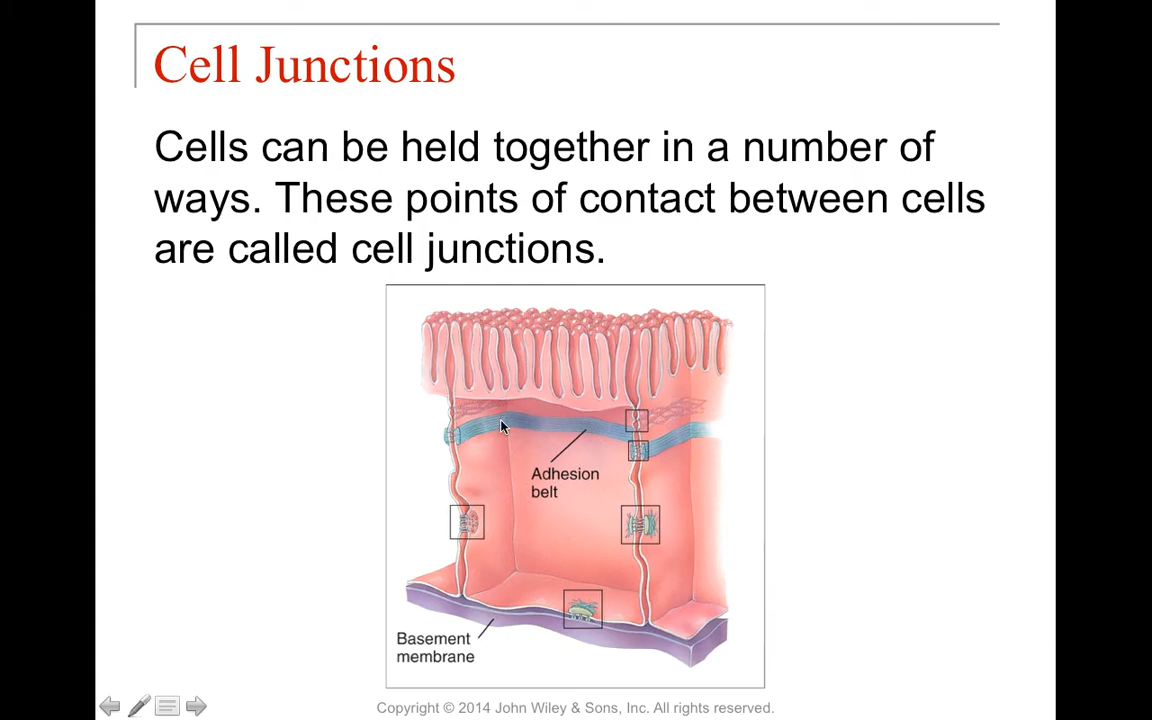 Cell Junctions
Cells can be held together in a number of
ways. These points of contact between cells
are called cell junctions.
Adhesion
belt
Basement
membrane
Copyright © 2014 John Wiley & Sons, Inc. All rights reserved.